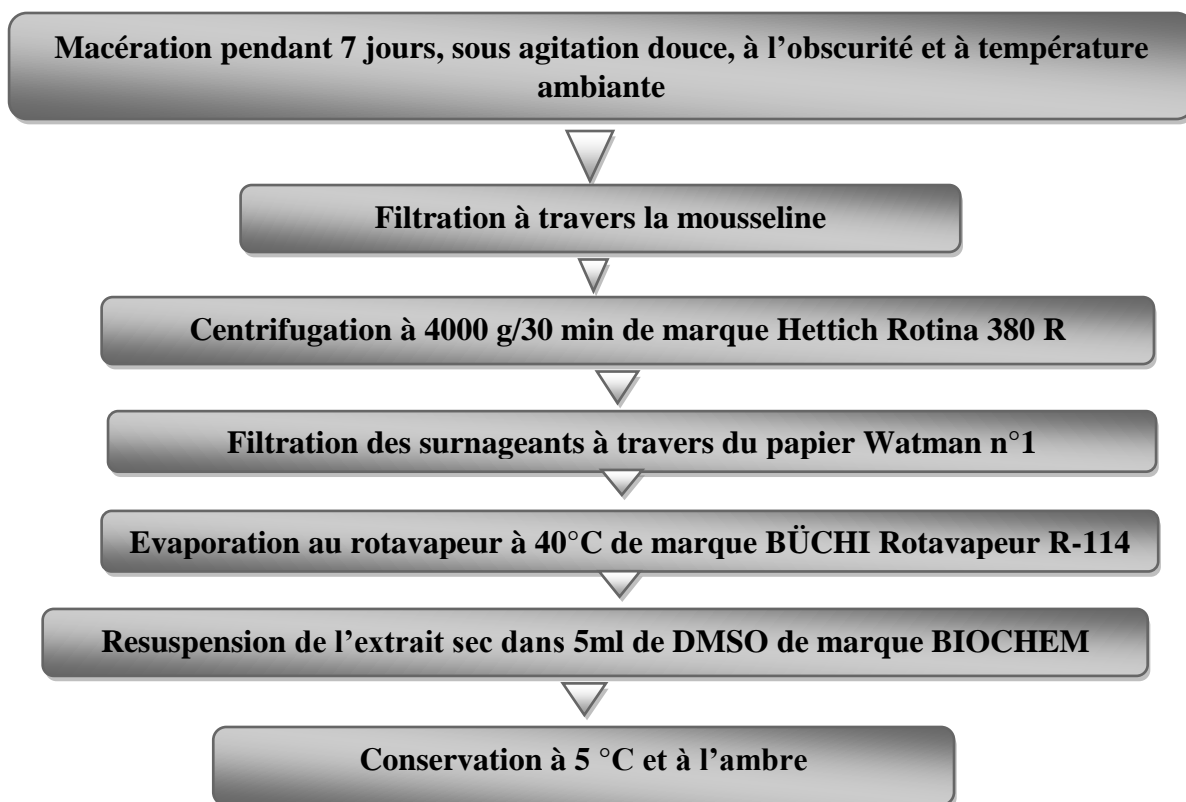 Macération pendant 7 jours, sous agitation douce, à l’obscurité et à température
ambiante
Filtration à travers la mousseline
Centrifugation à 4000 g/30 min de marque Hettich Rotina 380 R
Filtration des surnageants à travers du papier Watman n°1
Evaporation au rotavapeur à 40°C de marque BÜCHI Rotavapeur R-114
Resuspension de l’extrait sec dans 5ml de DMSO de marque BIOCHEM
Conservation à 5 °C et à l’ambre